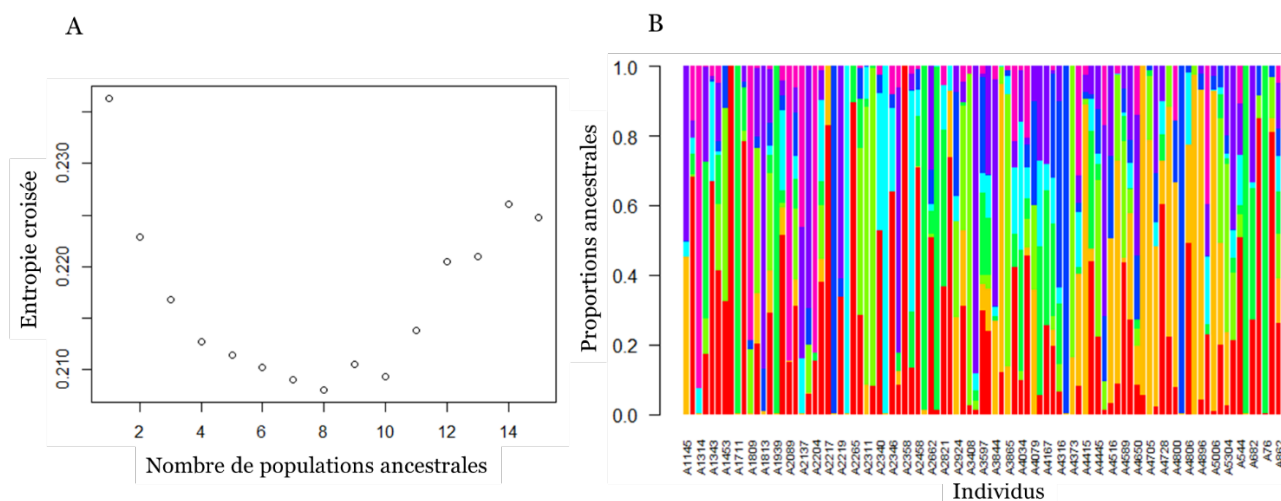 A
Entropie croisée
0.230
0.220
0.210
2 4 6 8 10 12 14
Nombre de populations ancestrales
B
Proportions ancestrales
1.0
0.8
0.6
0.4
0.2
0.0
A1145 A1314 A1343 A1453 A1711 A1809 A1813 A1939 A2089 A2137 A2204 A2217 A2219 A2265 A2311 A2340 A2346 A2358 A2458 A2662 A2821 A2924 A3408 A3597 A3844 A3865 A4034 A4079 A4167 A4316 A4373 A4415 A4445 A4516 A4589 A4650 A4705 A4728 A4800 A4806 A4896 A5006 A5304 A5444 A682 A76
Individus